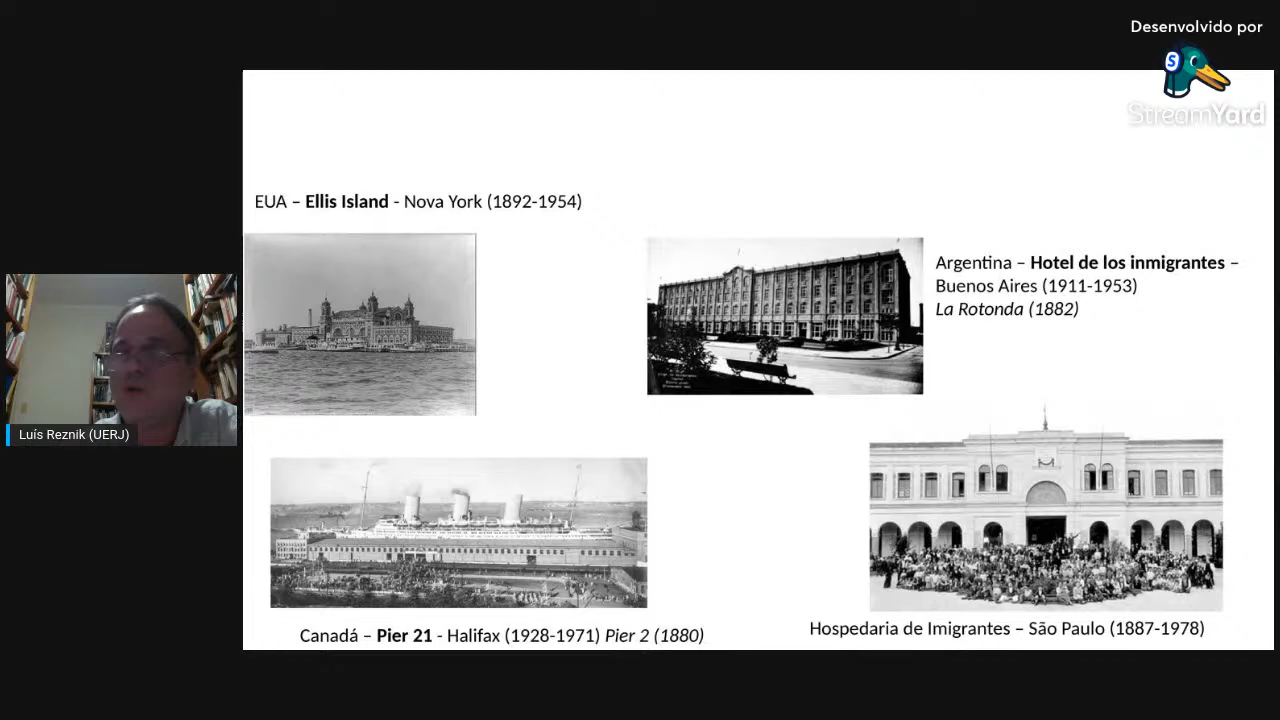 Desenvolvido por
StreamYard
EUA – Ellis Island - Nova York (1892-1954)
Argentina – Hotel de los inmigrantes –
Buenos Aires (1911-1953)
La Rotonda (1882)
Luís Reznik (UERJ)
Canadá – Pier 21 - Halifax (1928-1971) Pier 2 (1880)
Hospedaria de Imigrantes – São Paulo (1887-1978)